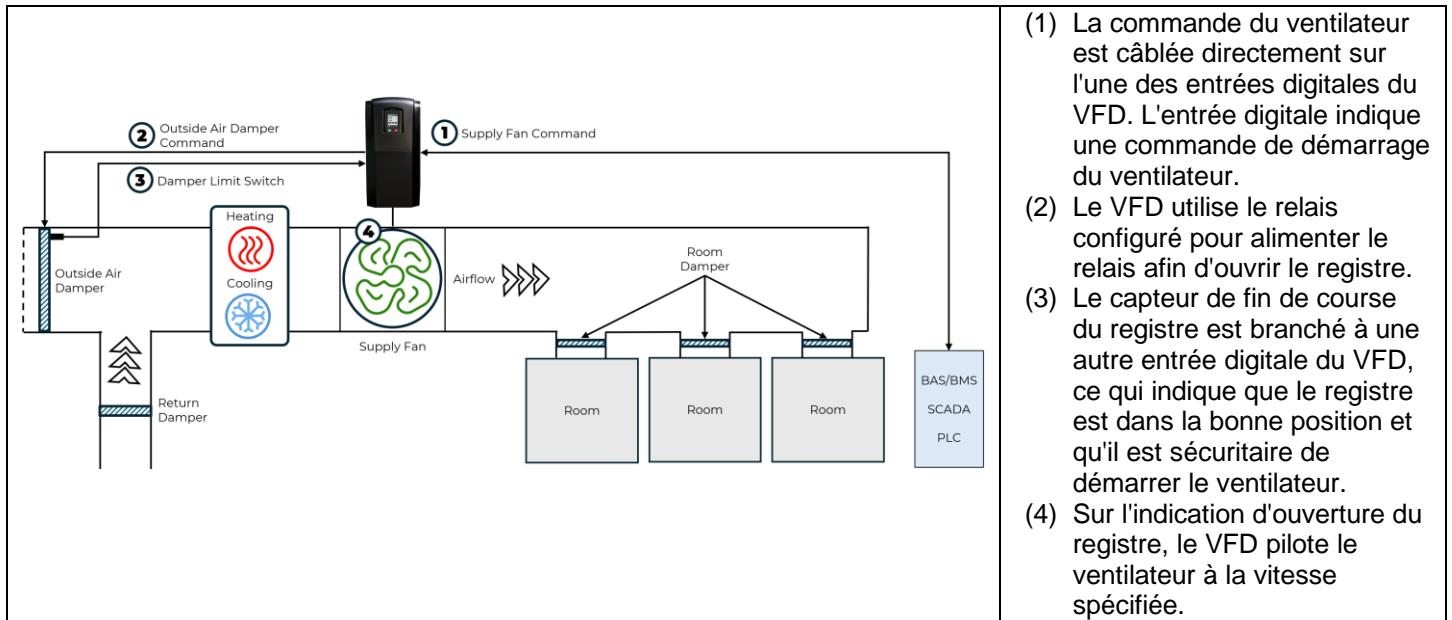 2 Outside Air Damper
Command
1 Supply Fan Command
3 Damper Limit Switch
Heating
4
Outside Air
Damper
Cooling
Airflow
Room
Damper
Supply Fan
Return
Damper
Room
Room
Room
BAS/BMS
SCADA
PLC
(1) La commande du ventilateur
est câblée directement sur
l'une des entrées digitales du
VFD. L'entrée digitale indique
une commande de démarrage
du ventilateur.
(2) Le VFD utilise le relais
configuré pour alimenter le
relais afin d'ouvrir le registre.
(3) Le capteur de fin de course
du registre est branché à une
autre entrée digitale du VFD,
ce qui indique que le registre
est dans la bonne position et
qu'il est sécuritaire de
démarrer le ventilateur.
(4) Sur l'indication d'ouverture du
registre, le VFD pilote le
ventilateur à la vitesse
spécifiée.